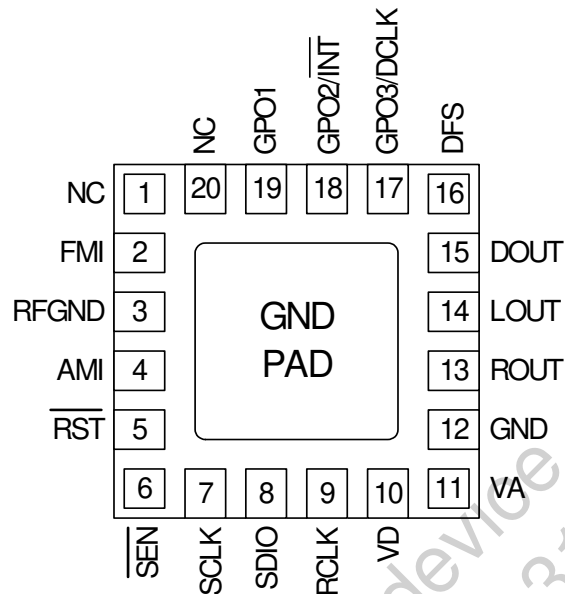 NC
GPO1
GPO2/INT
GPO3/DCLK
DFS
NC 1 20 19 18 17 16
FMI 2 15 DOUT
RFGND 3 GND 14 LOUT
AMI 4 PAD 13 ROUT
RST 5 12 GND
6 7 8 9 10 11 VA
SEN
SCLK
SDIO
RCLK
VD
device